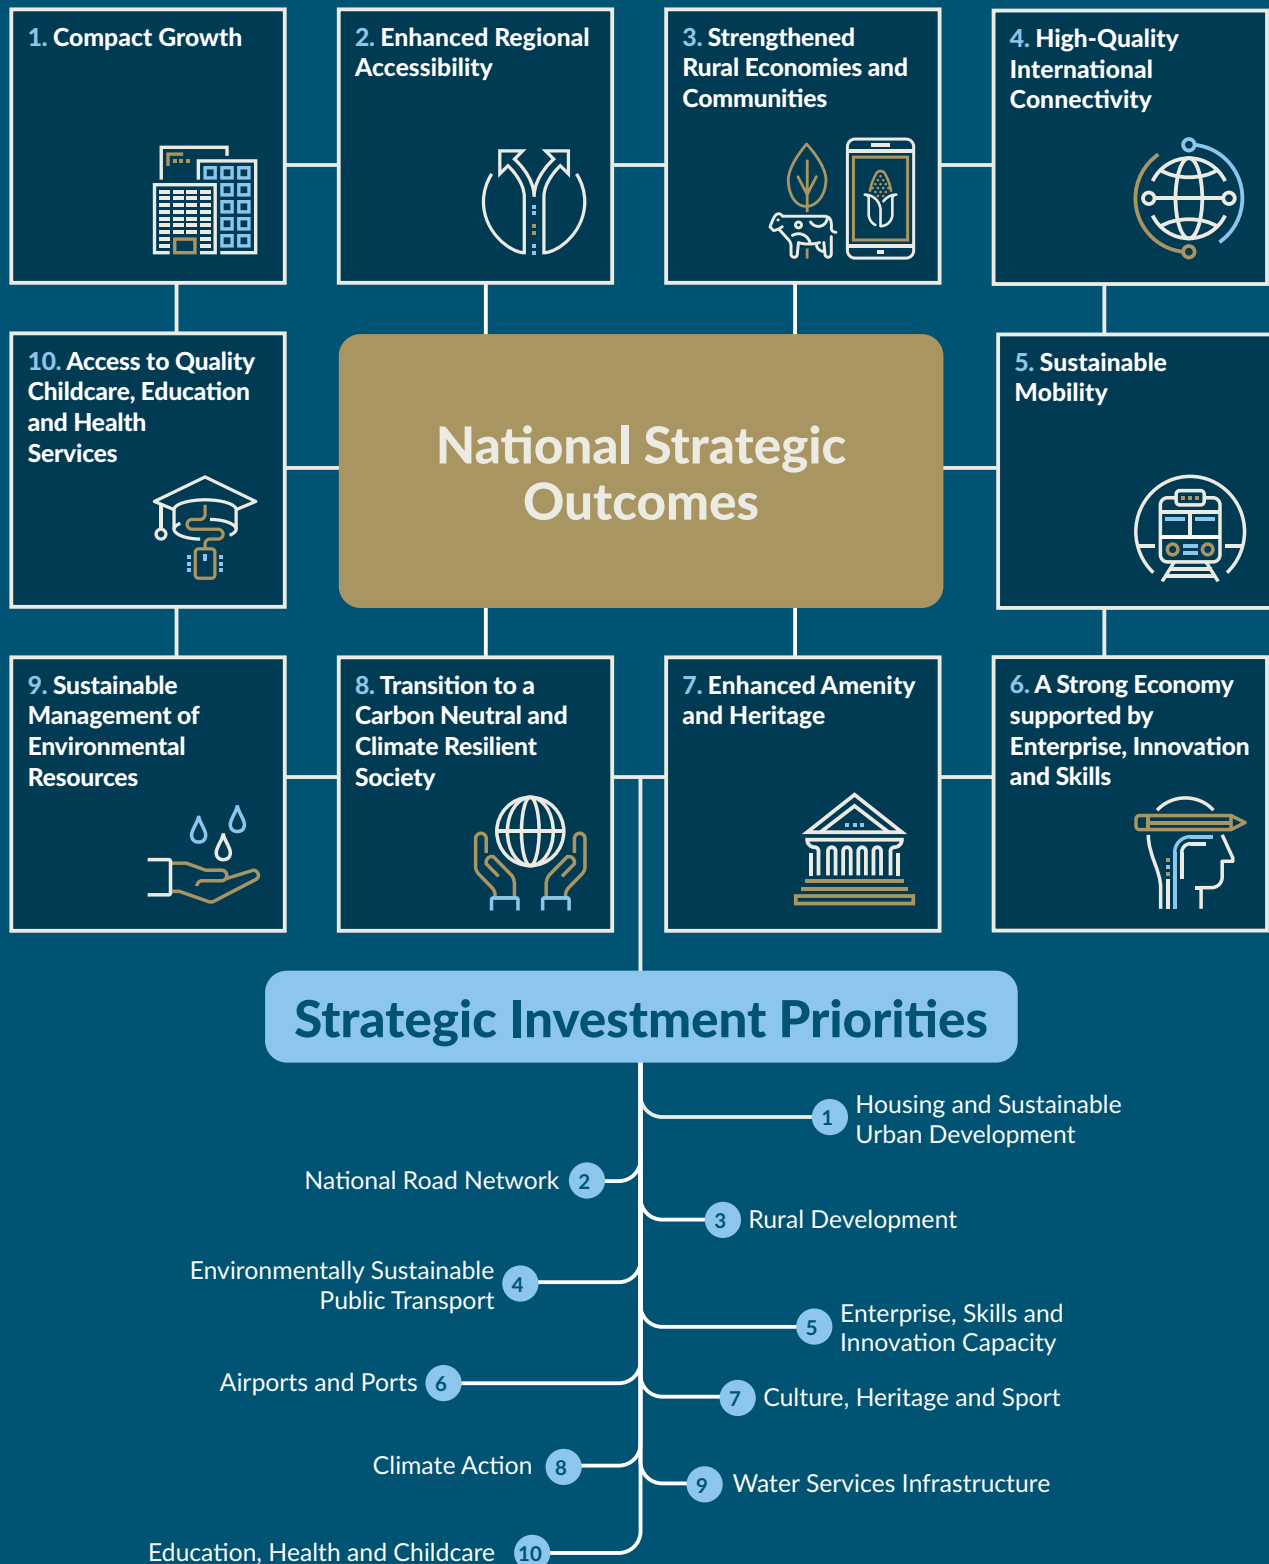 1. Compact Growth
2. Enhanced Regional
Accessibility
3. Strengthened
Rural Economies and
Communities
4. High-Quality
International
Connectivity
10. Access to Quality
Childcare, Education
and Health
Services
National Strategic
Outcomes
5. Sustainable
Mobility
9. Sustainable
Management of
Environmental
Resources
8. Transition to a
Carbon Neutral and
Climate Resilient
Society
7. Enhanced Amenity
and Heritage
6. A Strong Economy
supported by
Enterprise, Innovation
and Skills
Strategic Investment Priorities
1 Housing and Sustainable
Urban Development
National Road Network 2
3 Rural Development
Environmentally Sustainable
Public Transport 4
5 Enterprise, Skills and
Innovation Capacity
Airports and Ports 6
7 Culture, Heritage and Sport
Climate Action 8
9 Water Services Infrastructure
Education, Health and Childcare 10